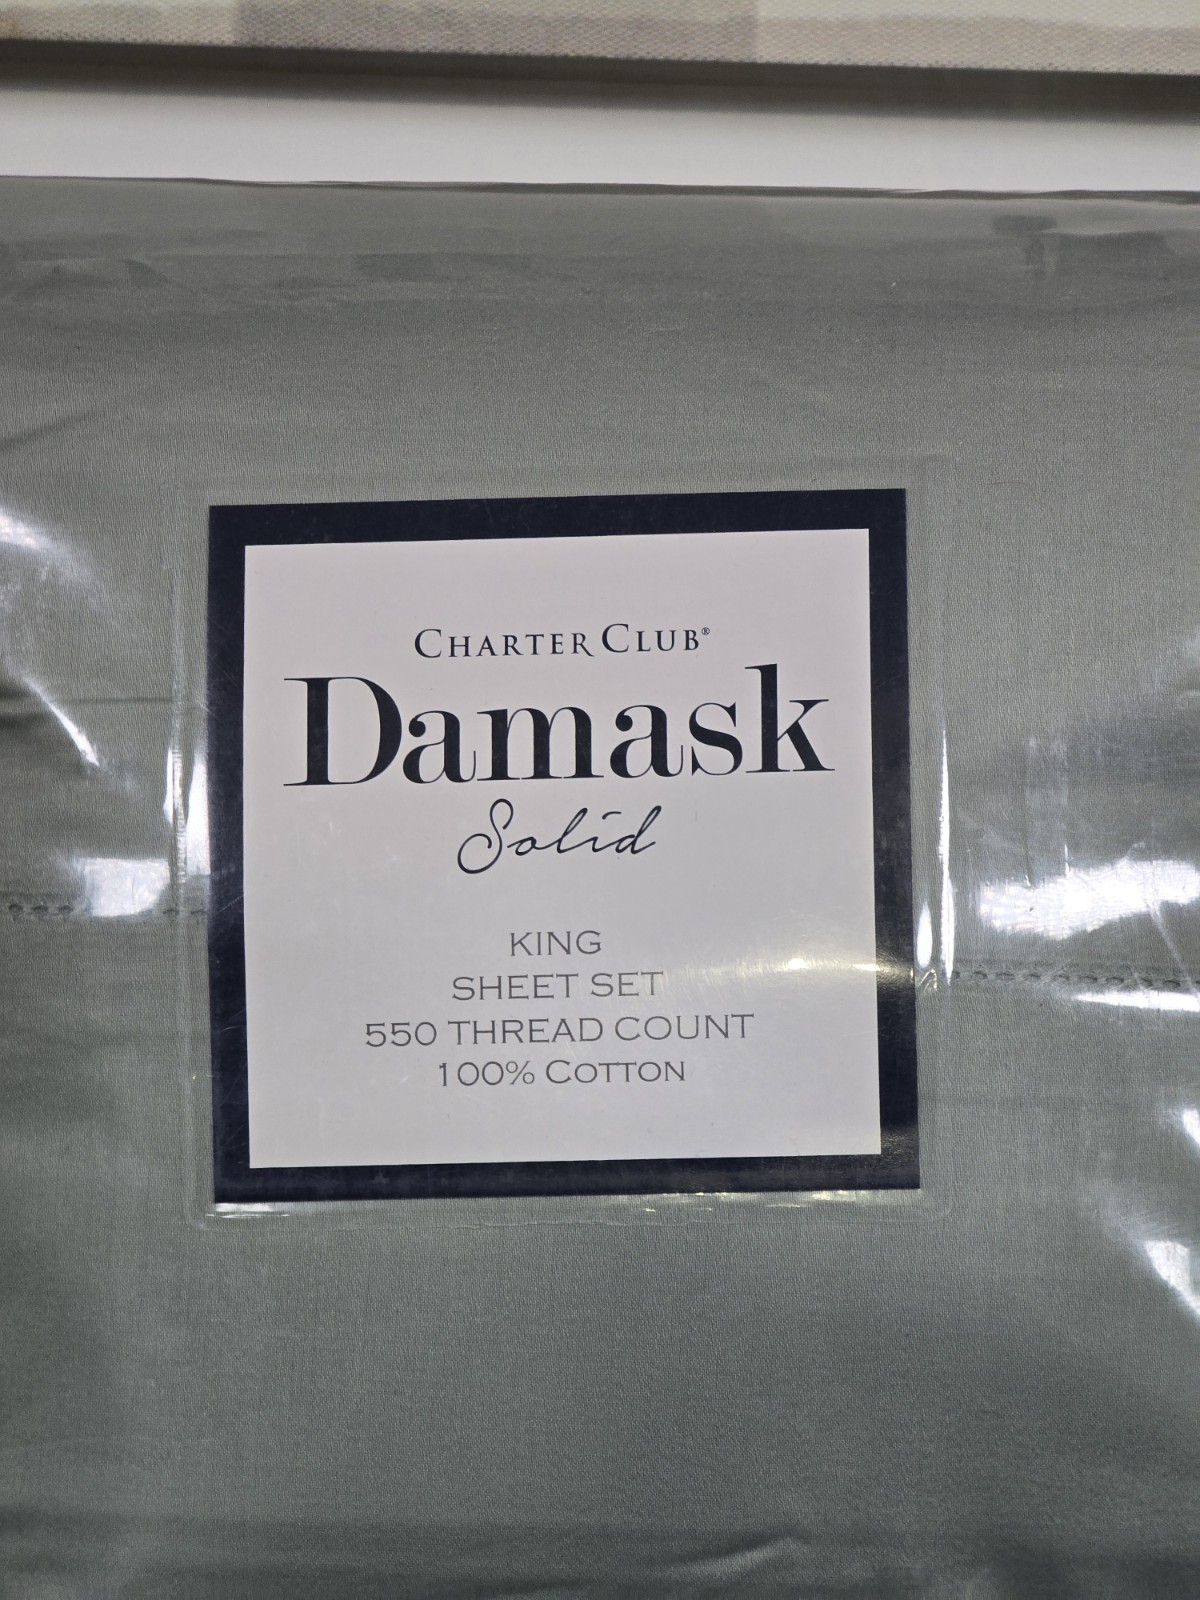 CHARTER CLUB®
Damask
Solid
KING
SHEET SET
550 THREAD COUNT
100% COTTON